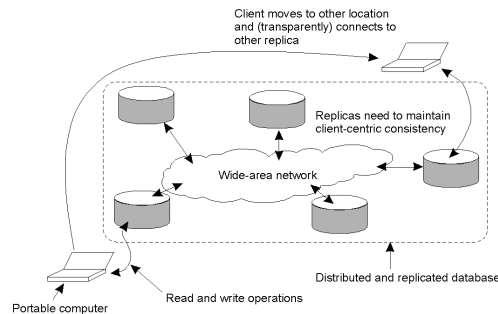 Client moves to other location
and (transparently) connects to
other replica
Replicas need to maintain
client-centric consistency
Wide-area network
Distributed and replicated database
Read and write operations
Portable computer